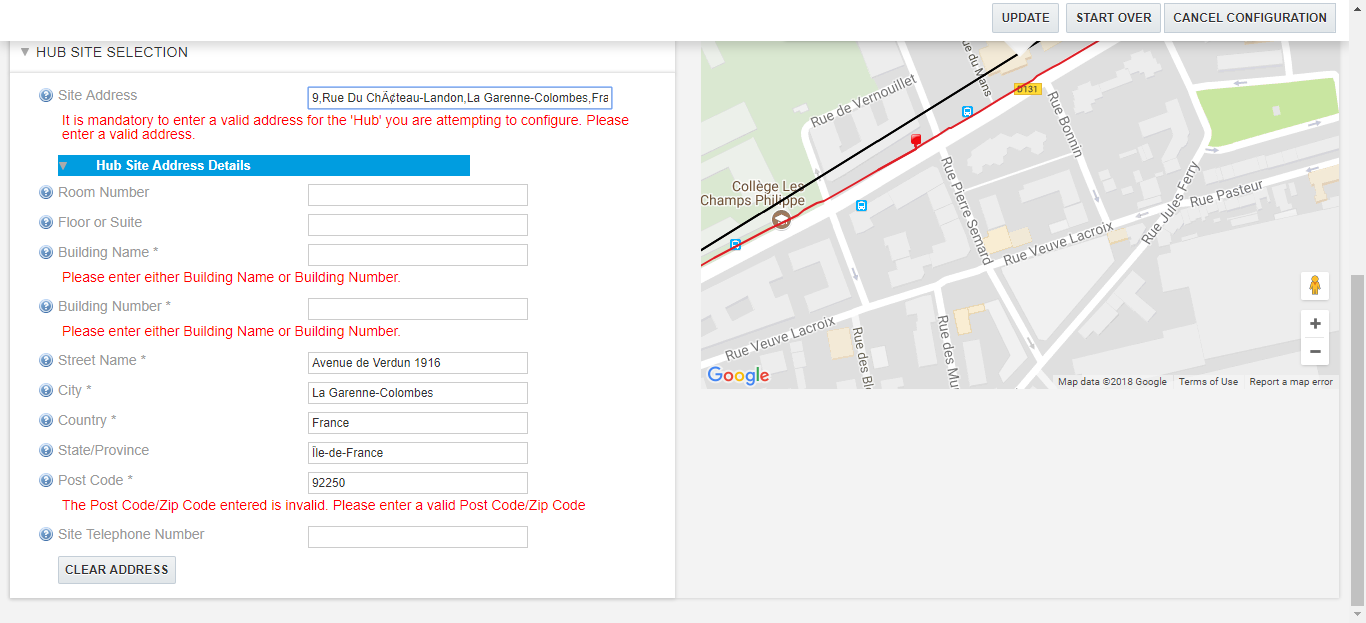 UPDATE
START OVER
CANCEL CONFIGURATION
HUB SITE SELECTION
Site Address
9,Rue Du ChÃ¢teau-Landon,La Garenne-Colombes,Fra
It is mandatory to enter a valid address for the 'Hub' you are attempting to configure. Please
enter a valid address.
Hub Site Address Details
Room Number
Floor or Suite
Building Name *
Please enter either Building Name or Building Number.
Building Number *
Please enter either Building Name or Building Number.
Street Name *
Avenue de Verdun 1916
City *
La Garenne-Colombes
Country *
France
State/Province
Île-de-France
Post Code *
92250
The Post Code/Zip Code entered is invalid. Please enter a valid Post Code/Zip Code
Site Telephone Number
CLEAR ADDRESS
ue du Mans
Rue de Vernouillet
D131
Rue Bonnin
Collège Les
Champs Philippe
Rue Pierre Semard
Rue Jules Ferry
Rue Pasteur
Rue Veuve Lacroix
Rue Veuve Lacroix
Rue des Bl
Rue des Mu
Google
Map data ©2018 Google
Terms of Use
Report a map error